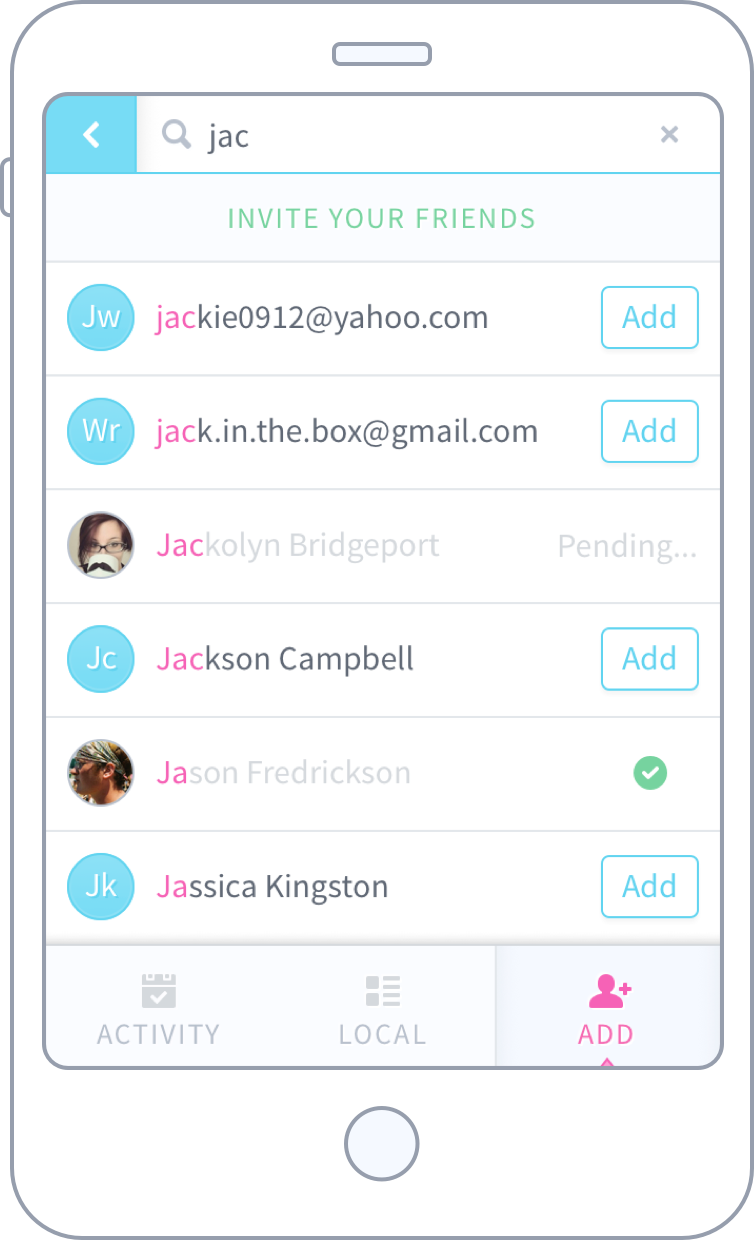 jac
INVITE YOUR FRIENDS
Jw jackie0912@yahoo.com Add
Wr jack.in.the.box@gmail.com Add
Jackolyn Bridgeport Pending...
Jc Jackson Campbell Add
Jason Fredrickson
Jk Jassica Kingston Add
ACTIVITY LOCAL ADD